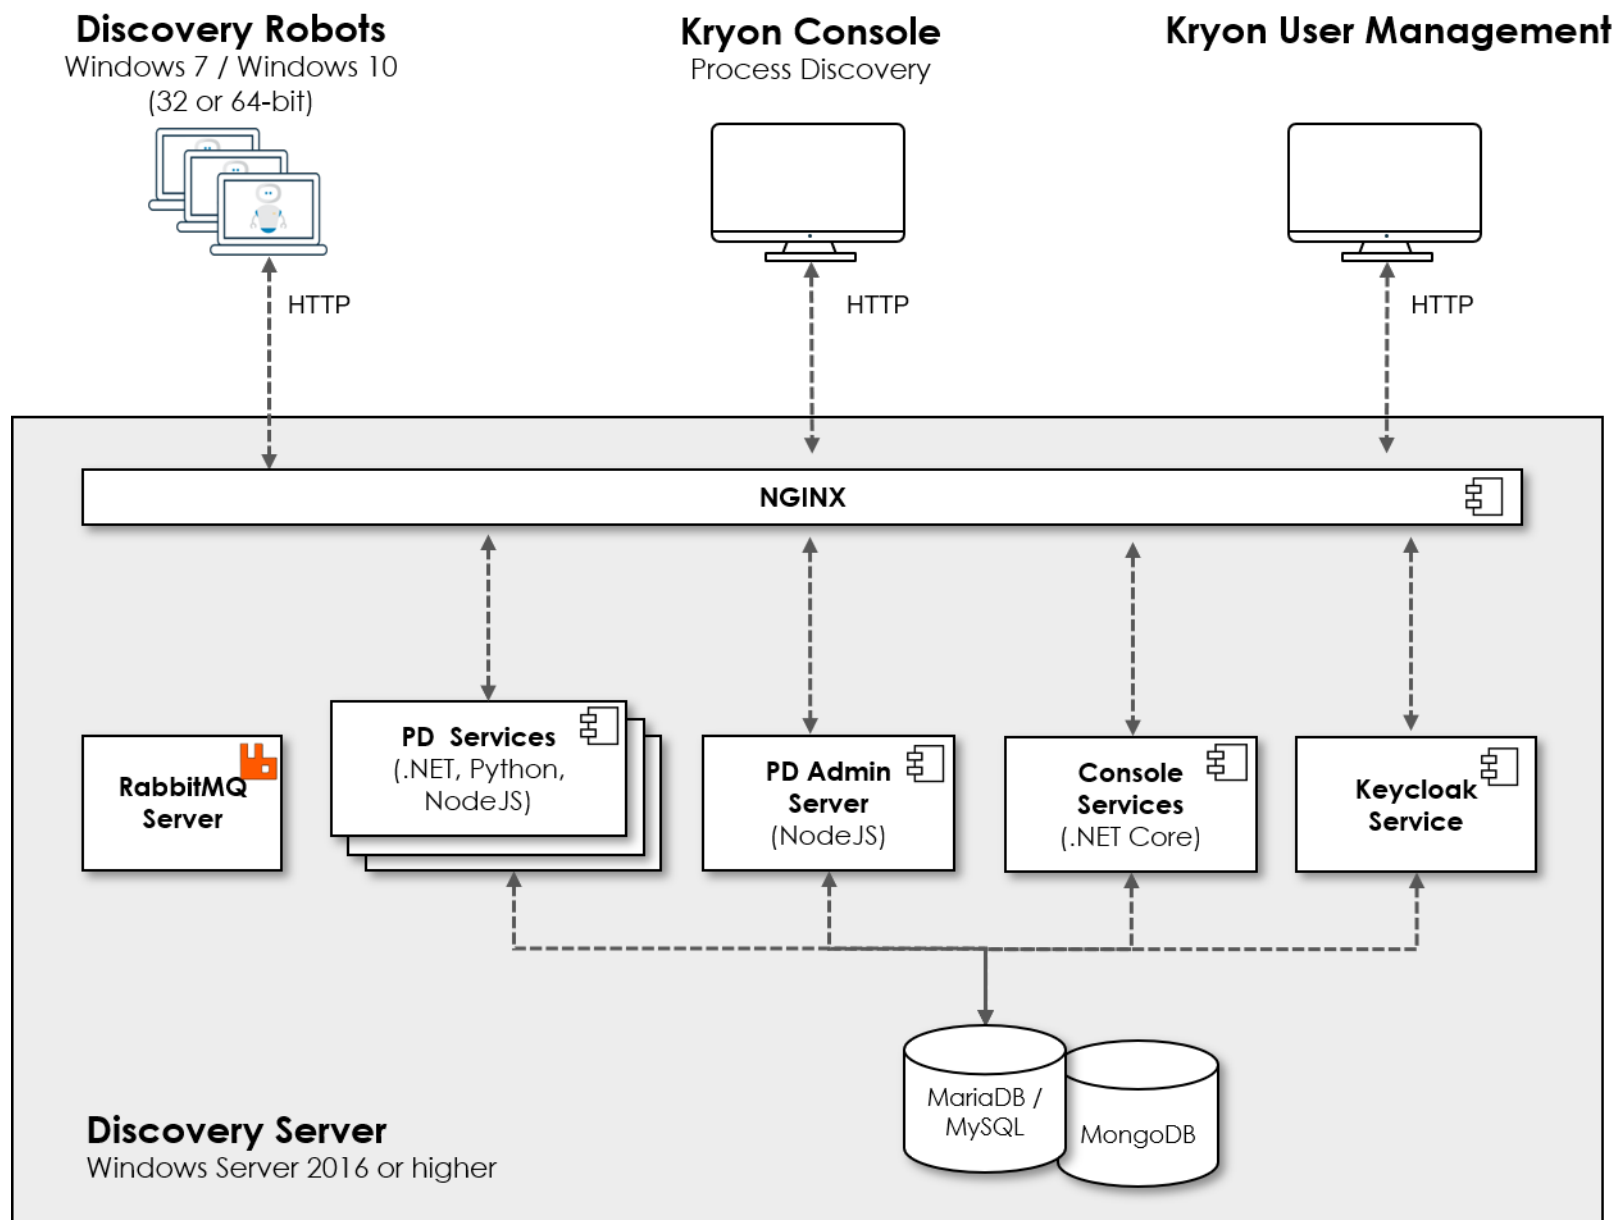 Discovery Robots
Windows 7 / Windows 10
(32 or 64-bit)
Kryon Console
Process Discovery
Kryon User Management
HTTP
HTTP
HTTP
NGINX
RabbitMQ
Server
PD Services
(.NET, Python,
NodeJS)
PD Admin
Server
(NodeJS)
Console
Services
(.NET Core)
Keycloak
Service
MariaDB /
MySQL
MongoDB
Discovery Server
Windows Server 2016 or higher